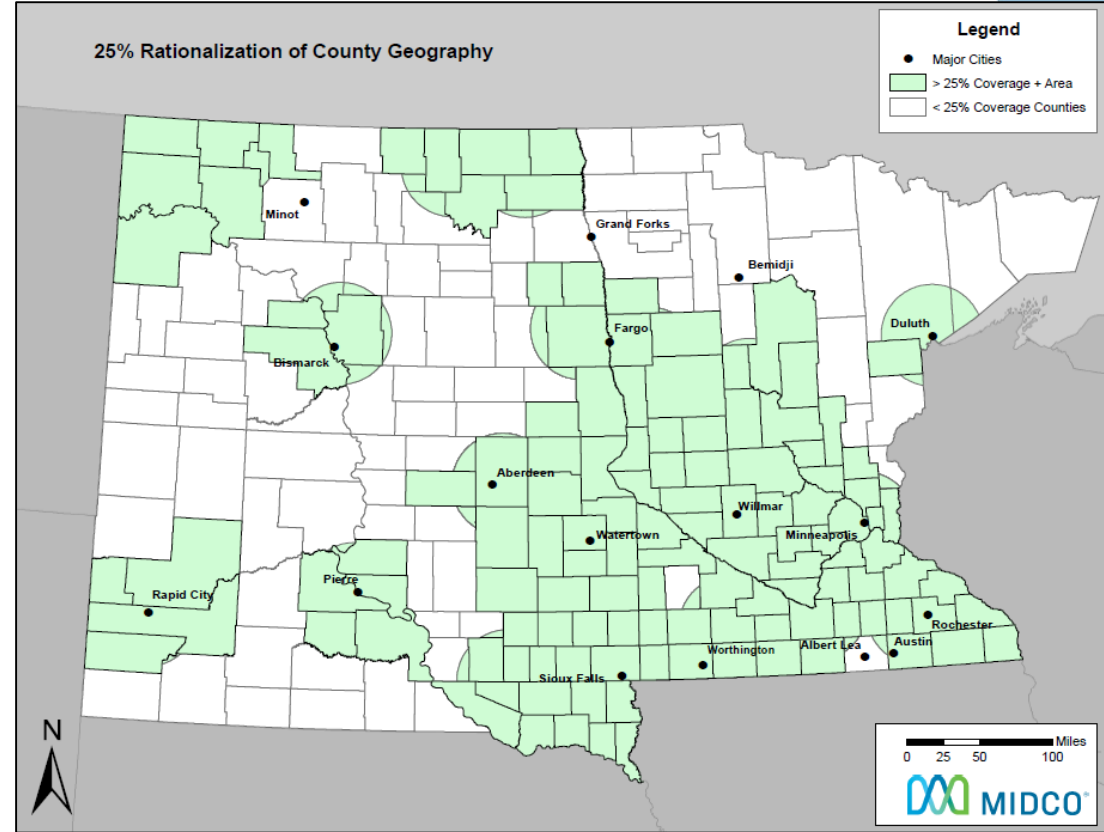 25% Rationalization of County Geography
Legend
Major Cities
> 25% Coverage + Area
< 25% Coverage Counties
Minot
Grand Forks
Bemidji
Duluth
Fargo
Bismarck
Aberdeen
Willmar
Minneapolis
Watertown
Pierre
Rapid City
Rochester
Albert Lea
Austin
Worthington
Sioux Falls
N
Miles
0 25 50 100
MIDCO®